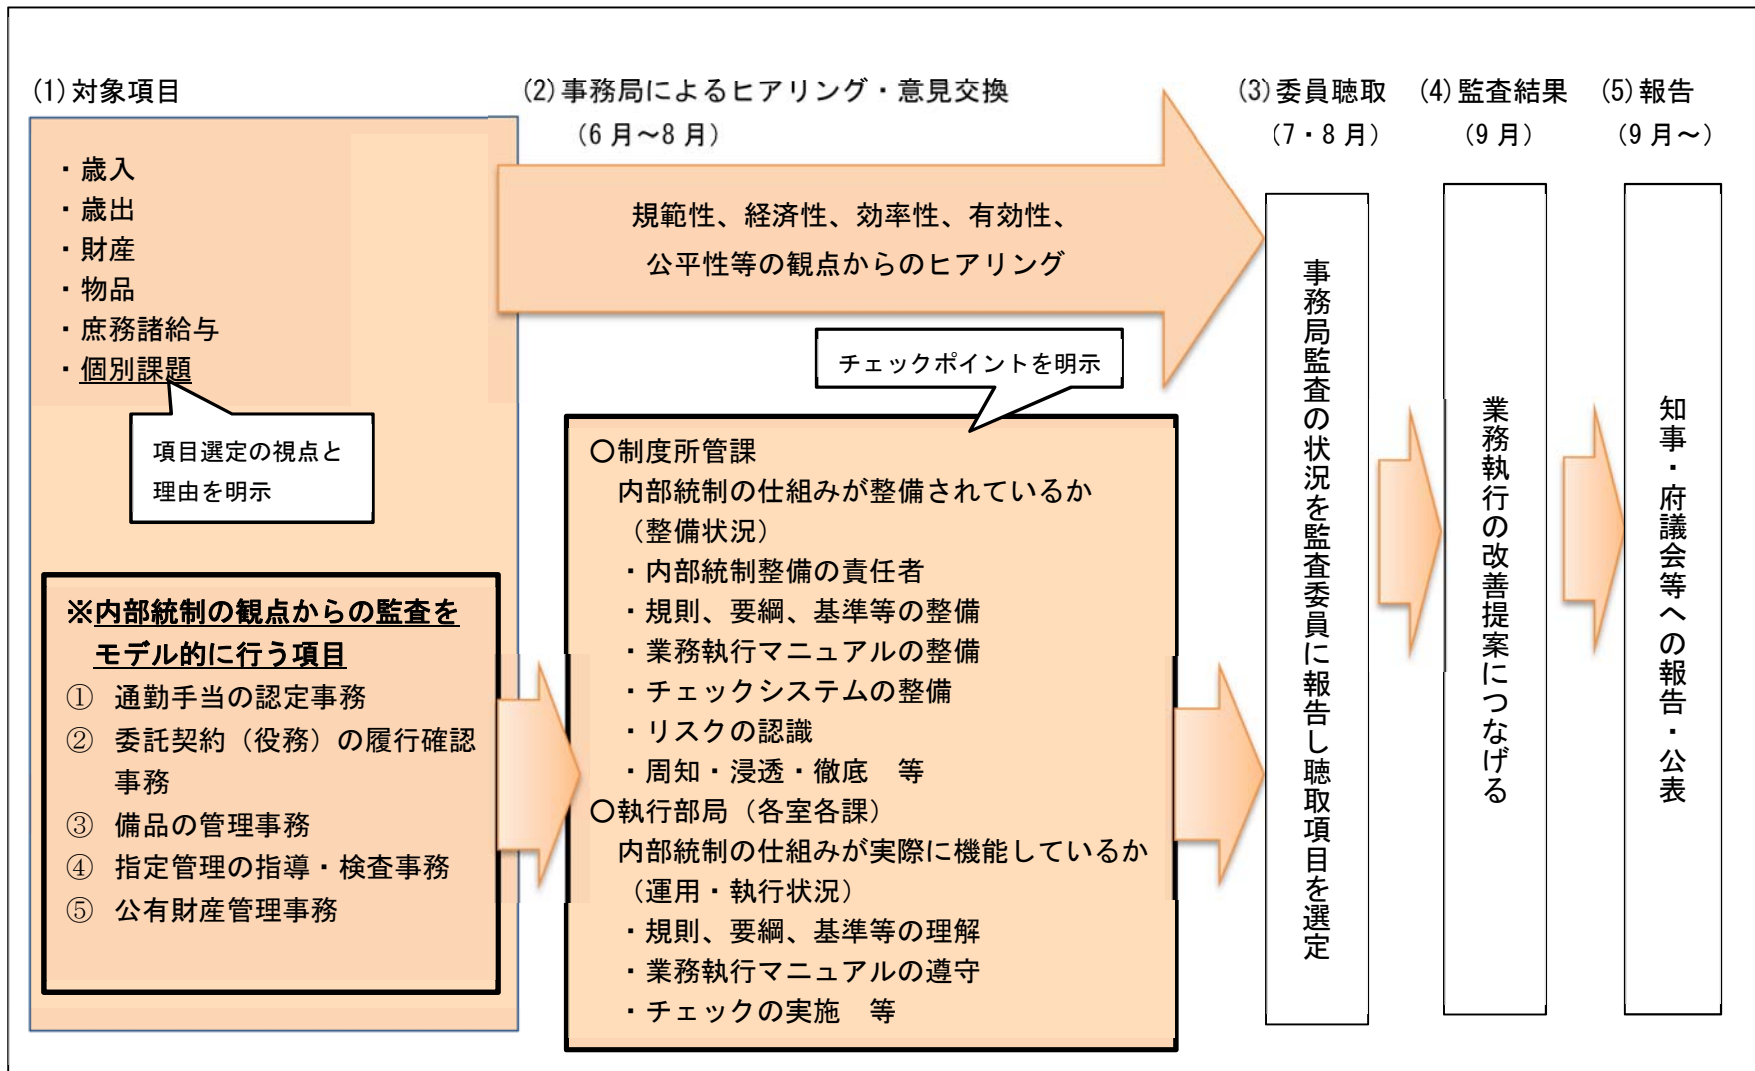 (1)対象項目
・歳入
・歳出
・財産
・物品
・庶務諸給与
・個別課題
項目選定の視点と
理由を明示
※内部統制の観点からの監査を
モデル的に行う項目
① 通勤手当の認定事務
② 委託契約（役務）の履行確認
事務
③ 備品の管理事務
④ 指定管理の指導・検査事務
⑤ 公有財産管理事務
(2)事務局によるヒアリング・意見交換
（6月～8月）
規範性、経済性、効率性、有効性、
公平性等の観点からのヒアリング
チェックポイントを明示
○制度所管課
内部統制の仕組みが整備されているか
（整備状況）
・内部統制整備の責任者
・規則、要綱、基準等の整備
・業務執行マニュアルの整備
・チェックシステムの整備
・リスクの認識
・周知・浸透・徹底　等
○執行部局（各室各課）
内部統制の仕組みが実際に機能しているか
（運用・執行状況）
・規則、要綱、基準等の理解
・業務執行マニュアルの遵守
・チェックの実施　等
(3)委員聴取
（7・8月）
事務局監査の状況を監査委員に報告し聴取項目を選定
(4)監査結果
（9月）
業務執行の改善提案につなげる
(5)報告
（9月～）
知事・府議会等への報告・公表